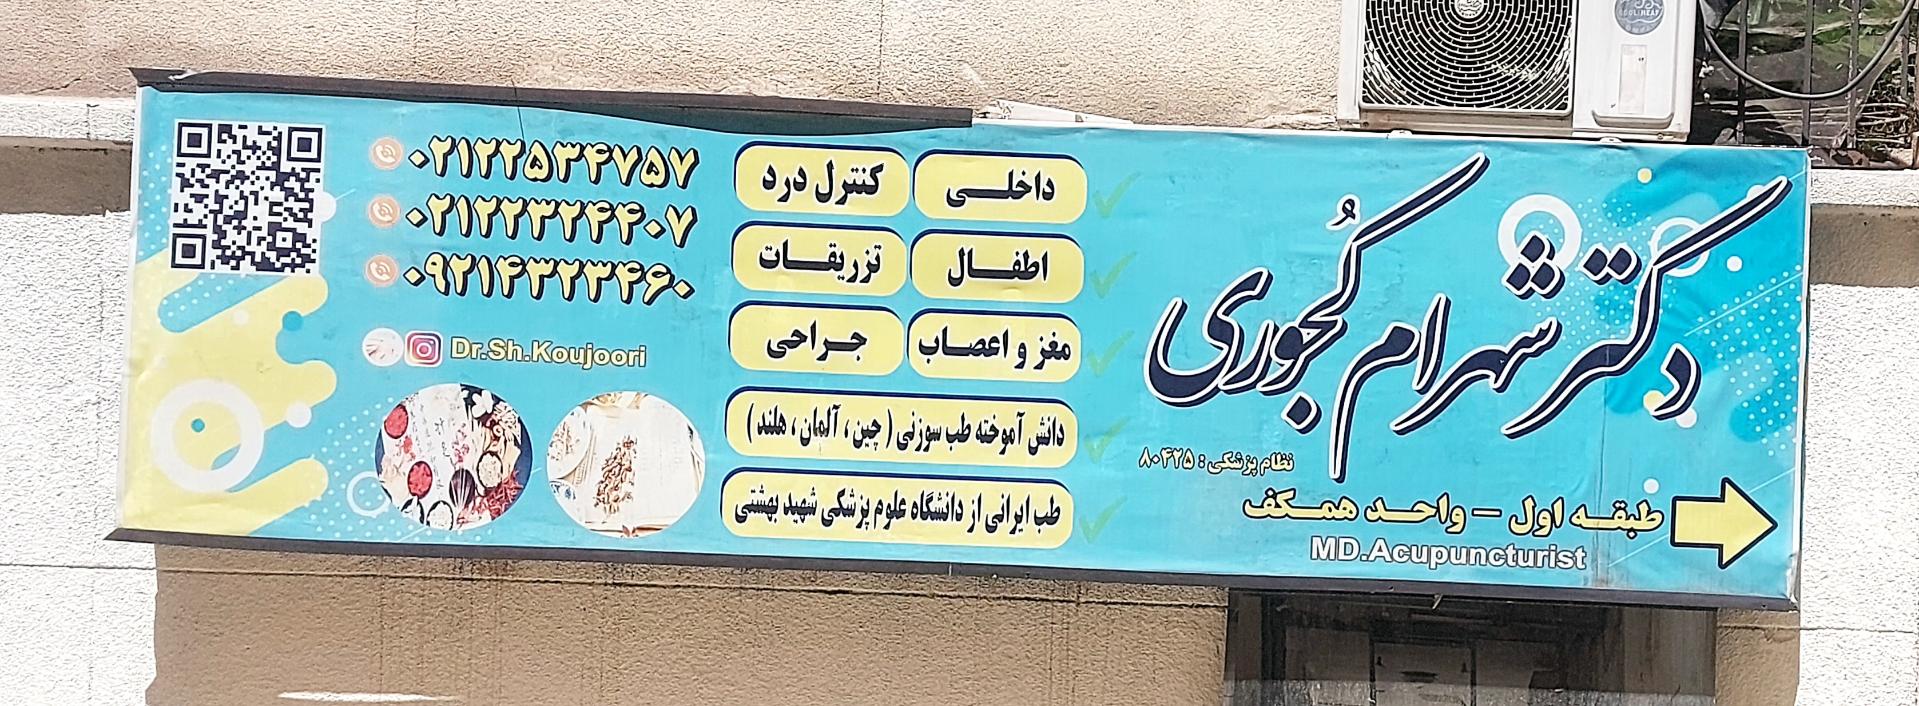 دکتر شهرام کُجوری
نظام پزشکی : ۸۰۴۲۵
طبقه اول – واحد همکف
MD.Acupuncturist
داخلی
کنترل درد
اطفال
تزریقات
مغز و اعصاب
جراحی
دانش آموخته طب سوزنی ( چین ، آلمان ، هلند )
طب ایرانی از دانشگاه علوم پزشکی شهید بهشتی
۰۲۱۲۲۵۳۴۷۵۷
۰۲۱۲۲۳۲۴۴۰۷
۰۹۲۱۴۳۲۳۴۶۰
Dr.Sh.Koujoori